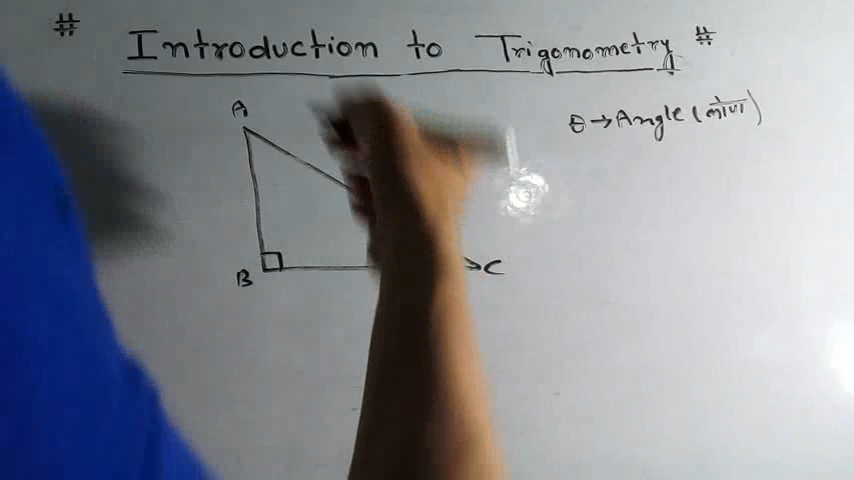 # Introduction to Trigonometry #
A
θ → Angle (कोण)
B
C